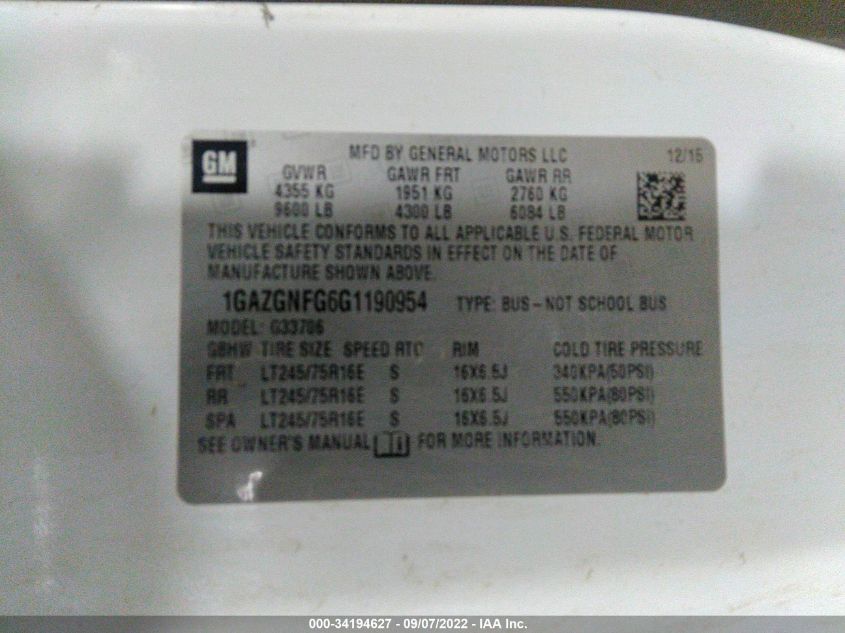 GM
MFD BY GENERAL MOTORS LLC 12/15
GVWR GAWR FRT GAWR RR
4355 KG 1951 KG 2760 KG
9600 LB 4300 LB 6084 LB
THIS VEHICLE CONFORMS TO ALL APPLICABLE U.S. FEDERAL MOTOR
VEHICLE SAFETY STANDARDS IN EFFECT ON THE DATE OF
MANUFACTURE SHOWN ABOVE.
1GAZGNFG6G1190954 TYPE: BUS-NOT SCHOOL BUS
MODEL: G33706
GBHW TIRE SIZE SPEED RTG RIM COLD TIRE PRESSURE
FRT LT245/75R16E S 16X6.5J 340KPA(50PSI)
RR LT245/75R16E S 16X6.5J 550KPA(80PSI)
SPA LT245/75R16E S 16X6.5J 550KPA(80PSI)
SEE OWNER'S MANUAL FOR MORE INFORMATION.
000-34194627 - 09/07/2022 - IAA Inc.